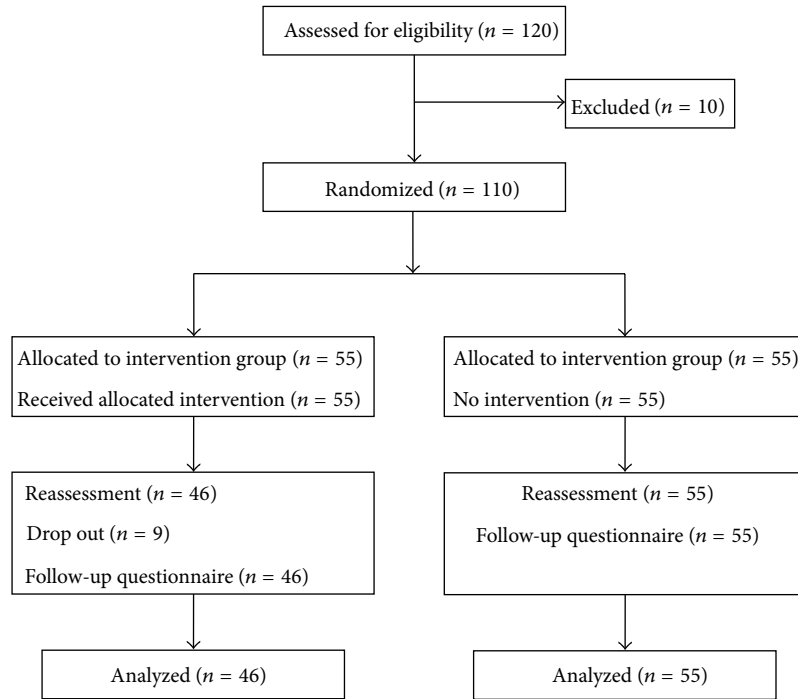 Assessed for eligibility (n = 120)
Excluded (n = 10)
Randomized (n = 110)
Allocated to intervention group (n = 55)
Received allocated intervention (n = 55)
Allocated to intervention group (n = 55)
No intervention (n = 55)
Reassessment (n = 46)
Drop out (n = 9)
Follow-up questionnaire (n = 46)
Reassessment (n = 55)
Follow-up questionnaire (n = 55)
Analyzed (n = 46)
Analyzed (n = 55)